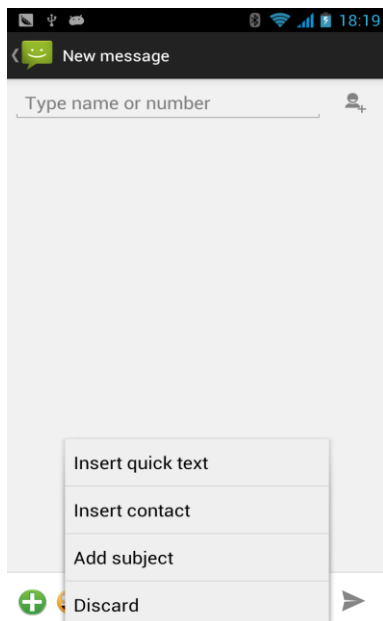 18:19
New message
Type name or number
Insert quick text
Insert contact
Add subject
Discard